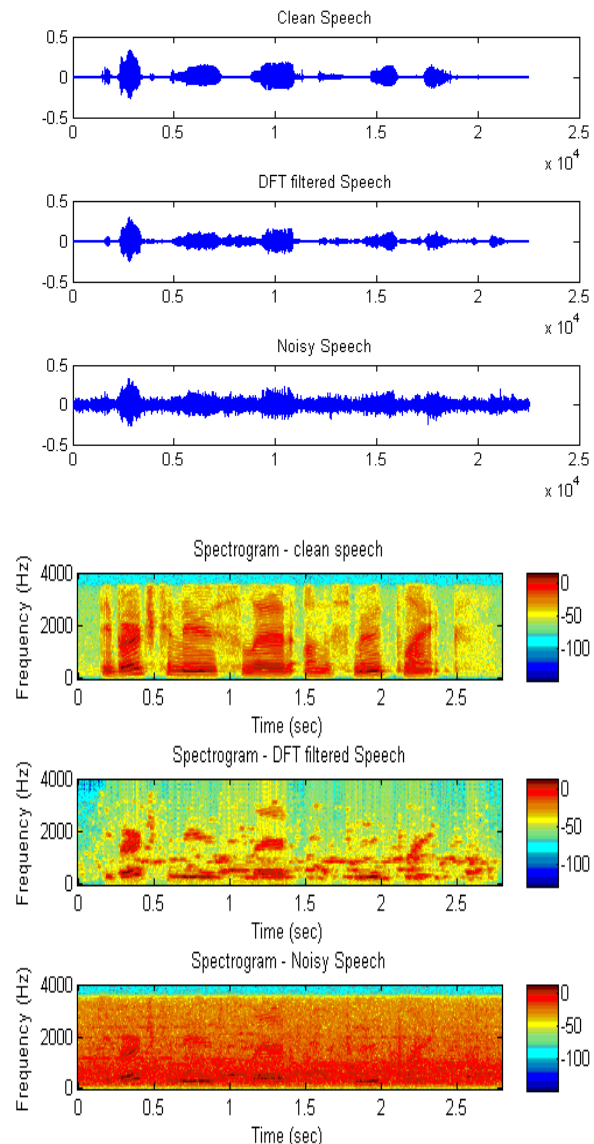 Clean Speech
0.5
0
-0.5
0 0.5 1 1.5 2 2.5
x 10^4
DFT filtered Speech
0.5
0
-0.5
0 0.5 1 1.5 2 2.5
x 10^4
Noisy Speech
0.5
0
-0.5
0 0.5 1 1.5 2 2.5
x 10^4
Spectrogram - clean speech
Frequency (Hz)
4000
2000
0
0 0.5 1 1.5 2 2.5
Time (sec)
0
-50
-100
Spectrogram - DFT filtered Speech
Frequency (Hz)
4000
2000
0
0 0.5 1 1.5 2 2.5
Time (sec)
0
-50
-100
Spectrogram - Noisy Speech
Frequency (Hz)
4000
2000
0
0 0.5 1 1.5 2 2.5
Time (sec)
0
-50
-100